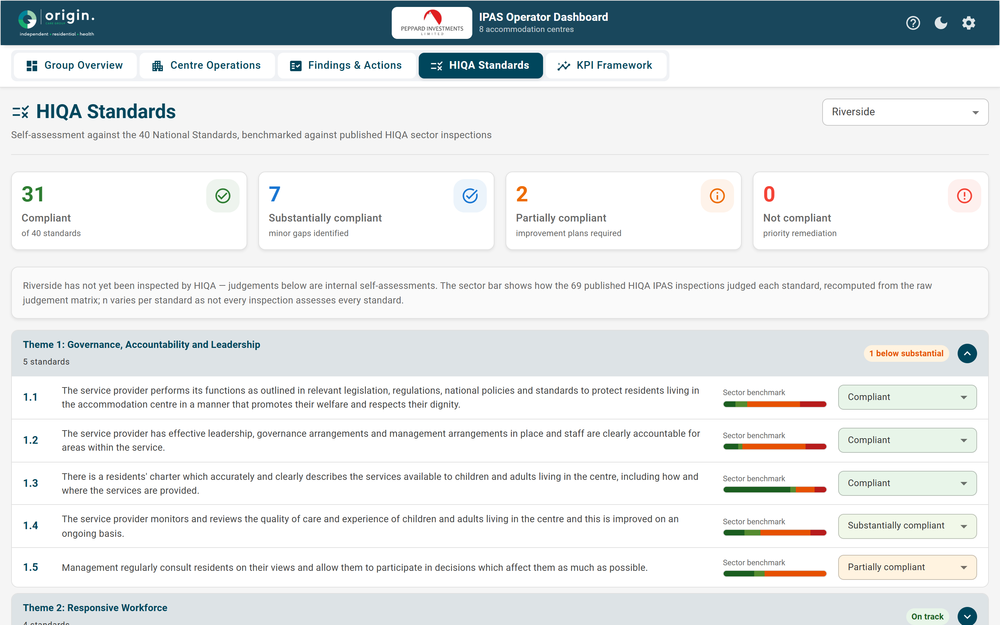 origin.
CARE GROUP
independent • residential • health
PEPPARD INVESTMENTS
LIMITED
IPAS Operator Dashboard
8 accommodation centres
Group Overview
Centre Operations
Findings & Actions
HIQA Standards
KPI Framework
HIQA Standards
Riverside
Self-assessment against the 40 National Standards, benchmarked against published HIQA sector inspections
31
Compliant
of 40 standards
7
Substantially compliant
minor gaps identified
2
Partially compliant
improvement plans required
0
Not compliant
priority remediation
Riverside has not yet been inspected by HIQA — judgements below are internal self-assessments. The sector bar shows how the 69 published HIQA IPAS inspections judged each standard, recomputed from the raw
judgement matrix; n varies per standard as not every inspection assesses every standard.
Theme 1: Governance, Accountability and Leadership
5 standards
1 below substantial
1.1
The service provider performs its functions as outlined in relevant legislation, regulations, national policies and standards to protect residents living in
the accommodation centre in a manner that promotes their welfare and respects their dignity.
Sector benchmark
Compliant
1.2
The service provider has effective leadership, governance arrangements and management arrangements in place and staff are clearly accountable for
areas within the service.
Sector benchmark
Compliant
1.3
There is a residents' charter which accurately and clearly describes the services available to children and adults living in the centre, including how and
where the services are provided.
Sector benchmark
Compliant
1.4
The service provider monitors and reviews the quality of care and experience of children and adults living in the centre and this is improved on an
ongoing basis.
Sector benchmark
Substantially compliant
1.5
Management regularly consult residents on their views and allow them to participate in decisions which affect them as much as possible.
Sector benchmark
Partially compliant
Theme 2: Responsive Workforce
4 standards
On track